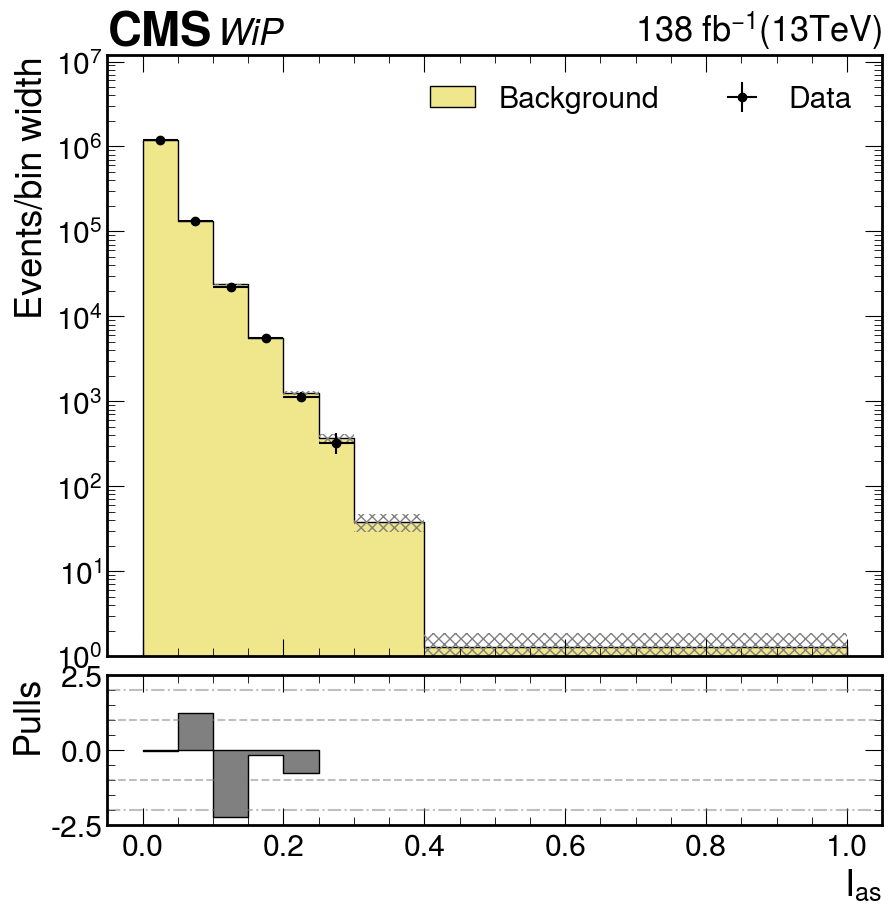 CMS WiP 138 fb⁻¹(13TeV)
Events/bin width
10⁷
10⁶
10⁵
10⁴
10³
10²
10¹
10⁰
Background Data
Pulls
2.5
0.0
-2.5
0.0 0.2 0.4 0.6 0.8 1.0
Iₐₛ